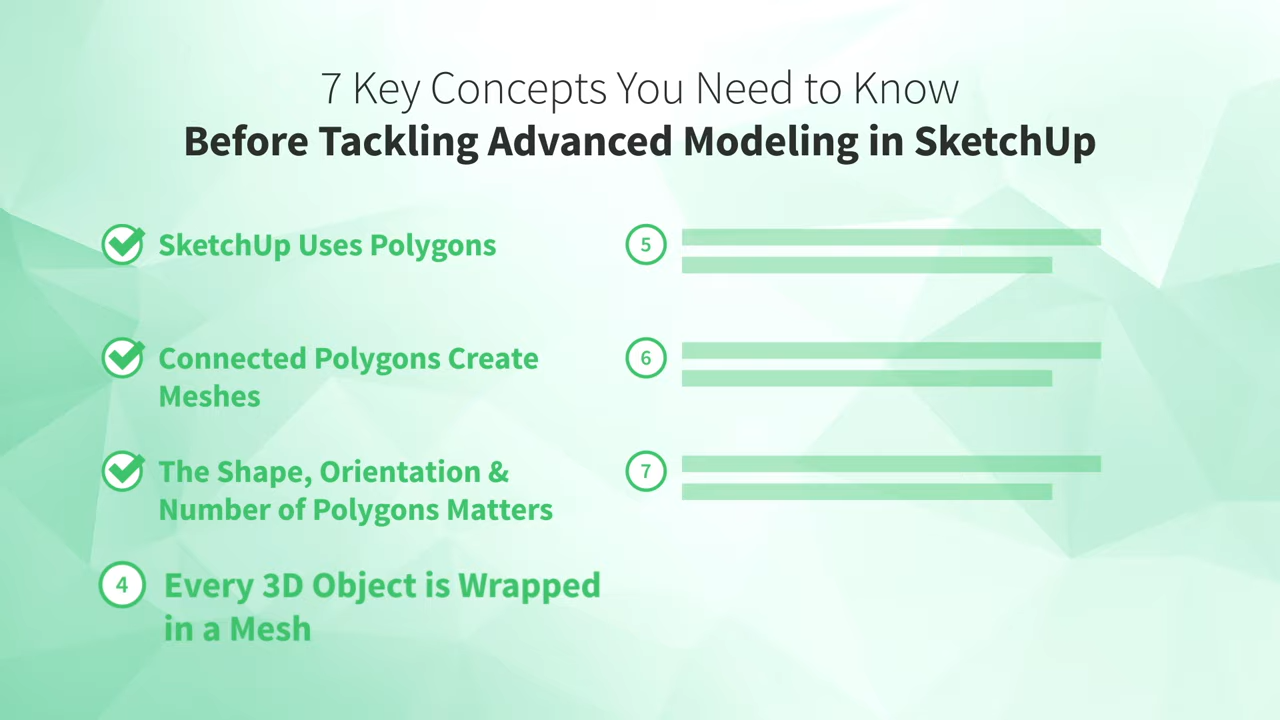 7 Key Concepts You Need to Know
Before Tackling Advanced Modeling in SketchUp
SketchUp Uses Polygons
Connected Polygons Create
Meshes
The Shape, Orientation &
Number of Polygons Matters
4 Every 3D Object is Wrapped
in a Mesh
5
6
7